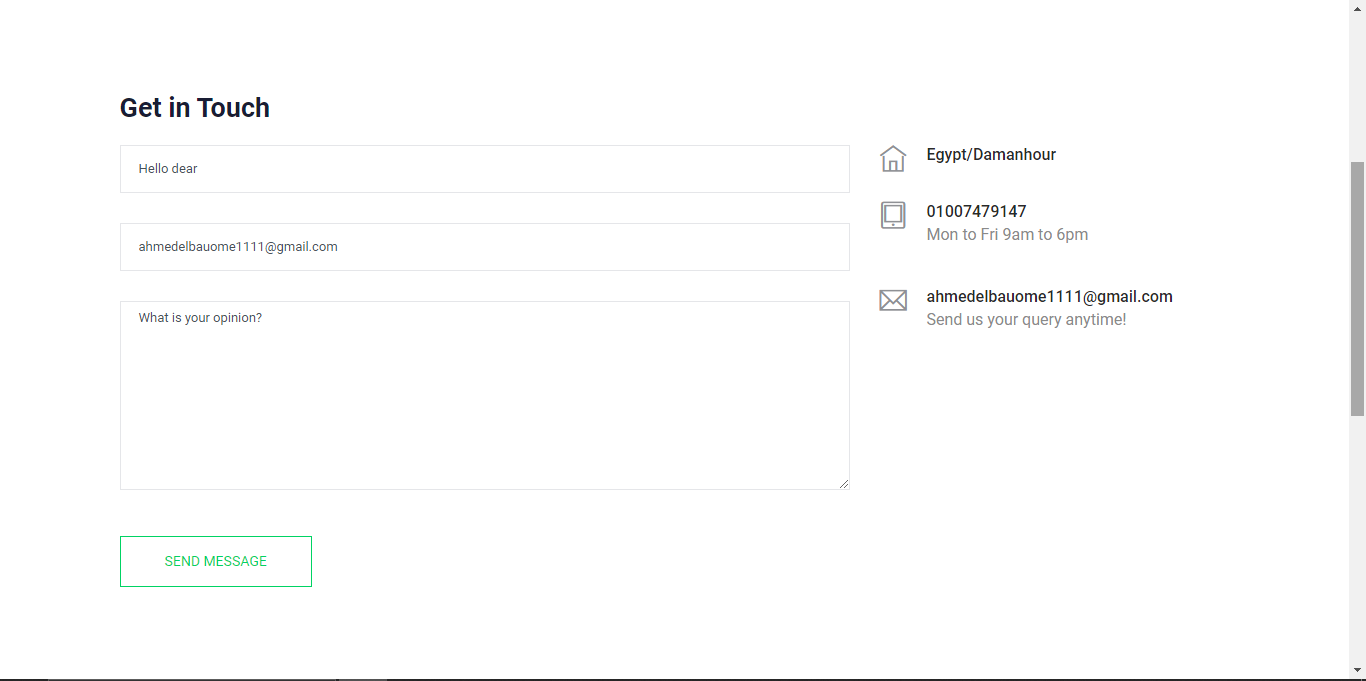 Get in Touch
Hello dear
ahmedelbauome1111@gmail.com
What is your opinion?
SEND MESSAGE
Egypt/Damanhour
01007479147
Mon to Fri 9am to 6pm
ahmedelbauome1111@gmail.com
Send us your query anytime!